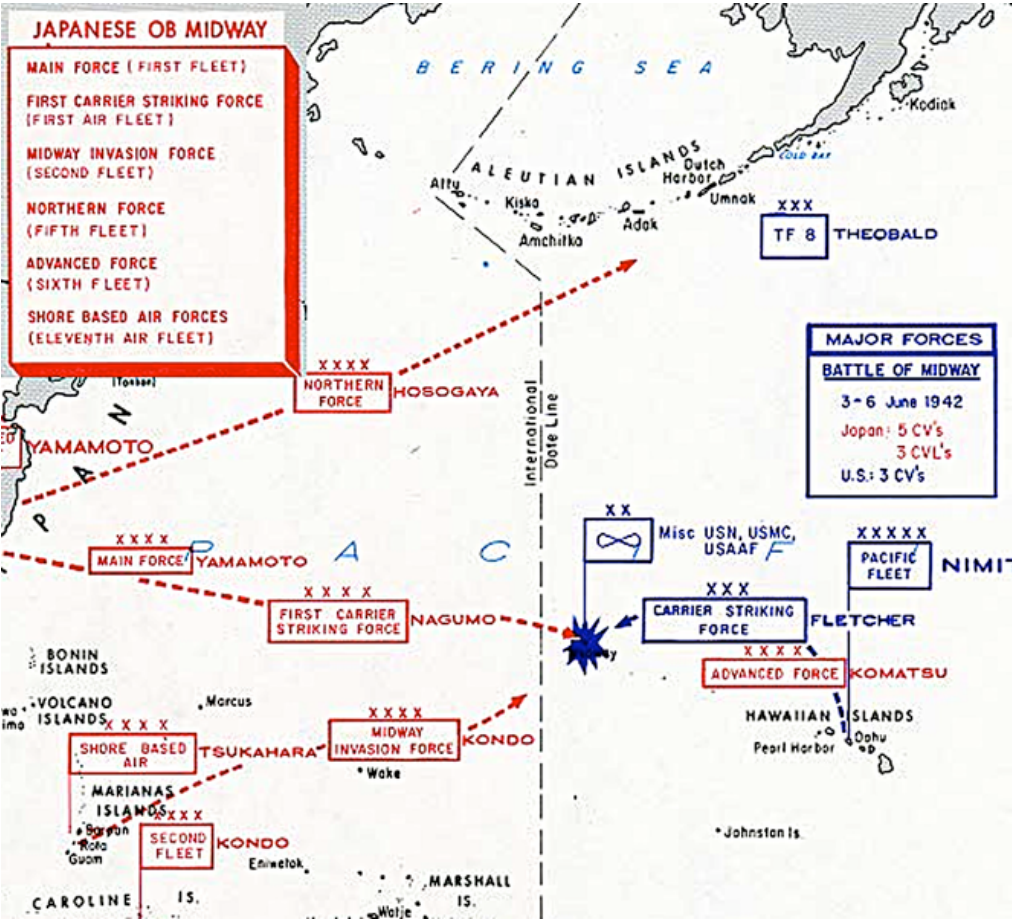 JAPANESE OB MIDWAY
MAIN FORCE (FIRST FLEET)
FIRST CARRIER STRIKING FORCE
(FIRST AIR FLEET)
MIDWAY INVASION FORCE
(SECOND FLEET)
NORTHERN FORCE
(FIFTH FLEET)
ADVANCED FORCE
(SIXTH FLEET)
SHORE BASED AIR FORCES
(ELEVENTH AIR FLEET)
BERING SEA
Kodiak
COLD BAY
ALEUTIAN ISLANDS
Dutch
Harbor
Umnak
Attu
Kiska
Amchitka
Adak
XXX
TF 8 THEOBALD
MAJOR FORCES
BATTLE OF MIDWAY
3-6 June 1942
Japan: 5 CV's
3 CVL's
U.S.: 3 CV's
XXXX
NORTHERN
FORCE
HOSOGAYA
International
Date Line
PAN
YAMAMOTO
XXXX
MAIN FORCE YAMAMOTO
P A C I F
XX
Misc USN, USMC,
USAAF
XXXXX
PACIFIC
FLEET
NIMIT
XXXX
FIRST CARRIER
STRIKING FORCE
NAGUMO
XXX
CARRIER STRIKING
FORCE
FLETCHER
XXXX
ADVANCED FORCE KOMATSU
BONIN
ISLANDS
VOLCANO
ISLANDS
Marcus
HAWAIIAN ISLANDS
Oahu
Pearl Harbor
XXXX
SHORE BASED
AIR
TSUKAHARA
XXXX
MIDWAY
INVASION FORCE
KONDO
Wake
MARIANAS
ISLANDS
Saipan
Rota
Guam
XXXX
SECOND
FLEET
KONDO
Eniwetok
Johnston Is.
MARSHALL
IS.
Wotje
CAROLINE IS.